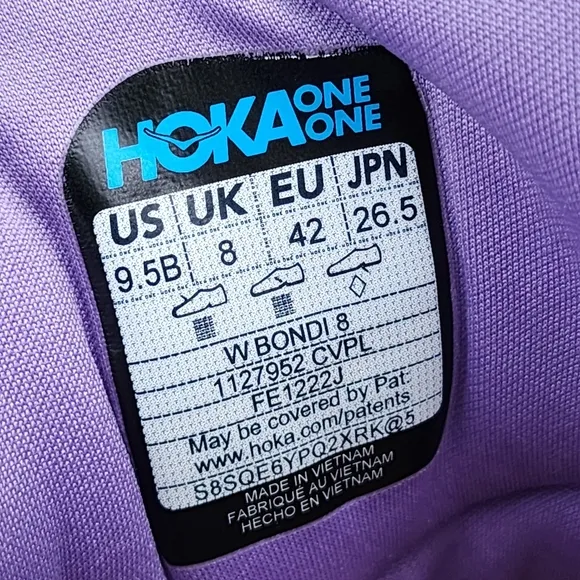 HOKA ONE ONE
US UK EU JPN
9.5B 8 42 26.5
W BONDI 8
1127952 CVPL
FE1222J
May be covered by Pat:
www.hoka.com/patents
S8SQE6YPQ2XRK@5
MADE IN VIETNAM
FABRIQUÉ AU VIETNAM
HECHO EN VIETNAM